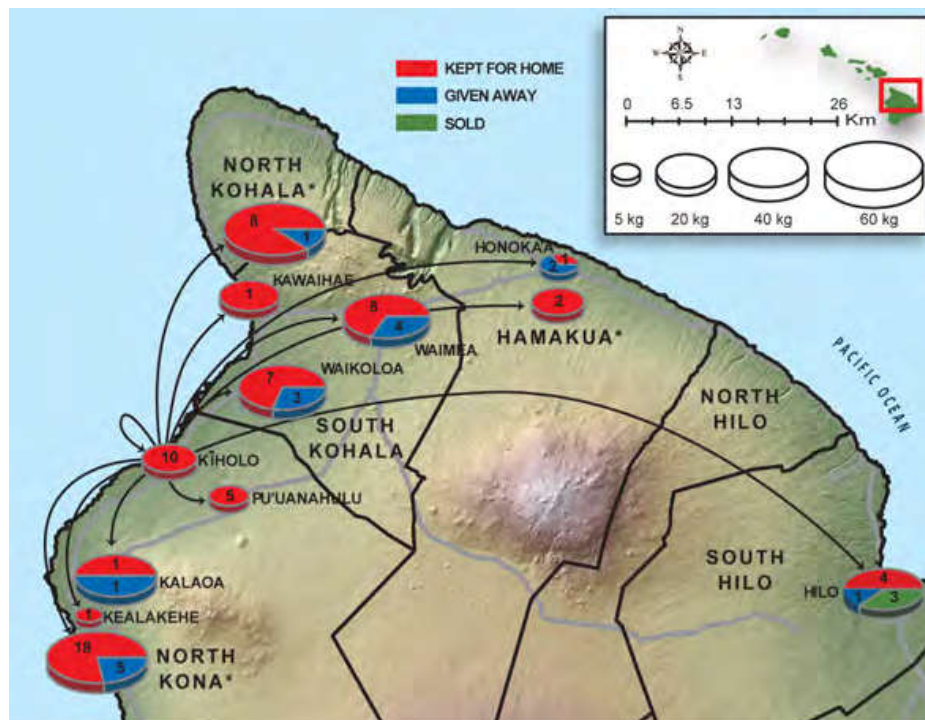 KEPT FOR HOME
GIVEN AWAY
SOLD
N
W E
S
0 6.5 13 26
Km
5 kg 20 kg 40 kg 60 kg
NORTH
KOHALA*
8
1
KAWAIHAE
1
HONOKAA
1
2
4
WAIMEA
2
HAMAKUA*
WAIKOLOA
7
3
SOUTH
KOHALA
NORTH
HILO
PACIFIC OCEAN
10
KĪHOLO
5
PU'UANAHULU
1
1
KALAOA
1
KEALAKEHE
18
5
NORTH
KONA*
SOUTH
HILO
HILO
4
1
3